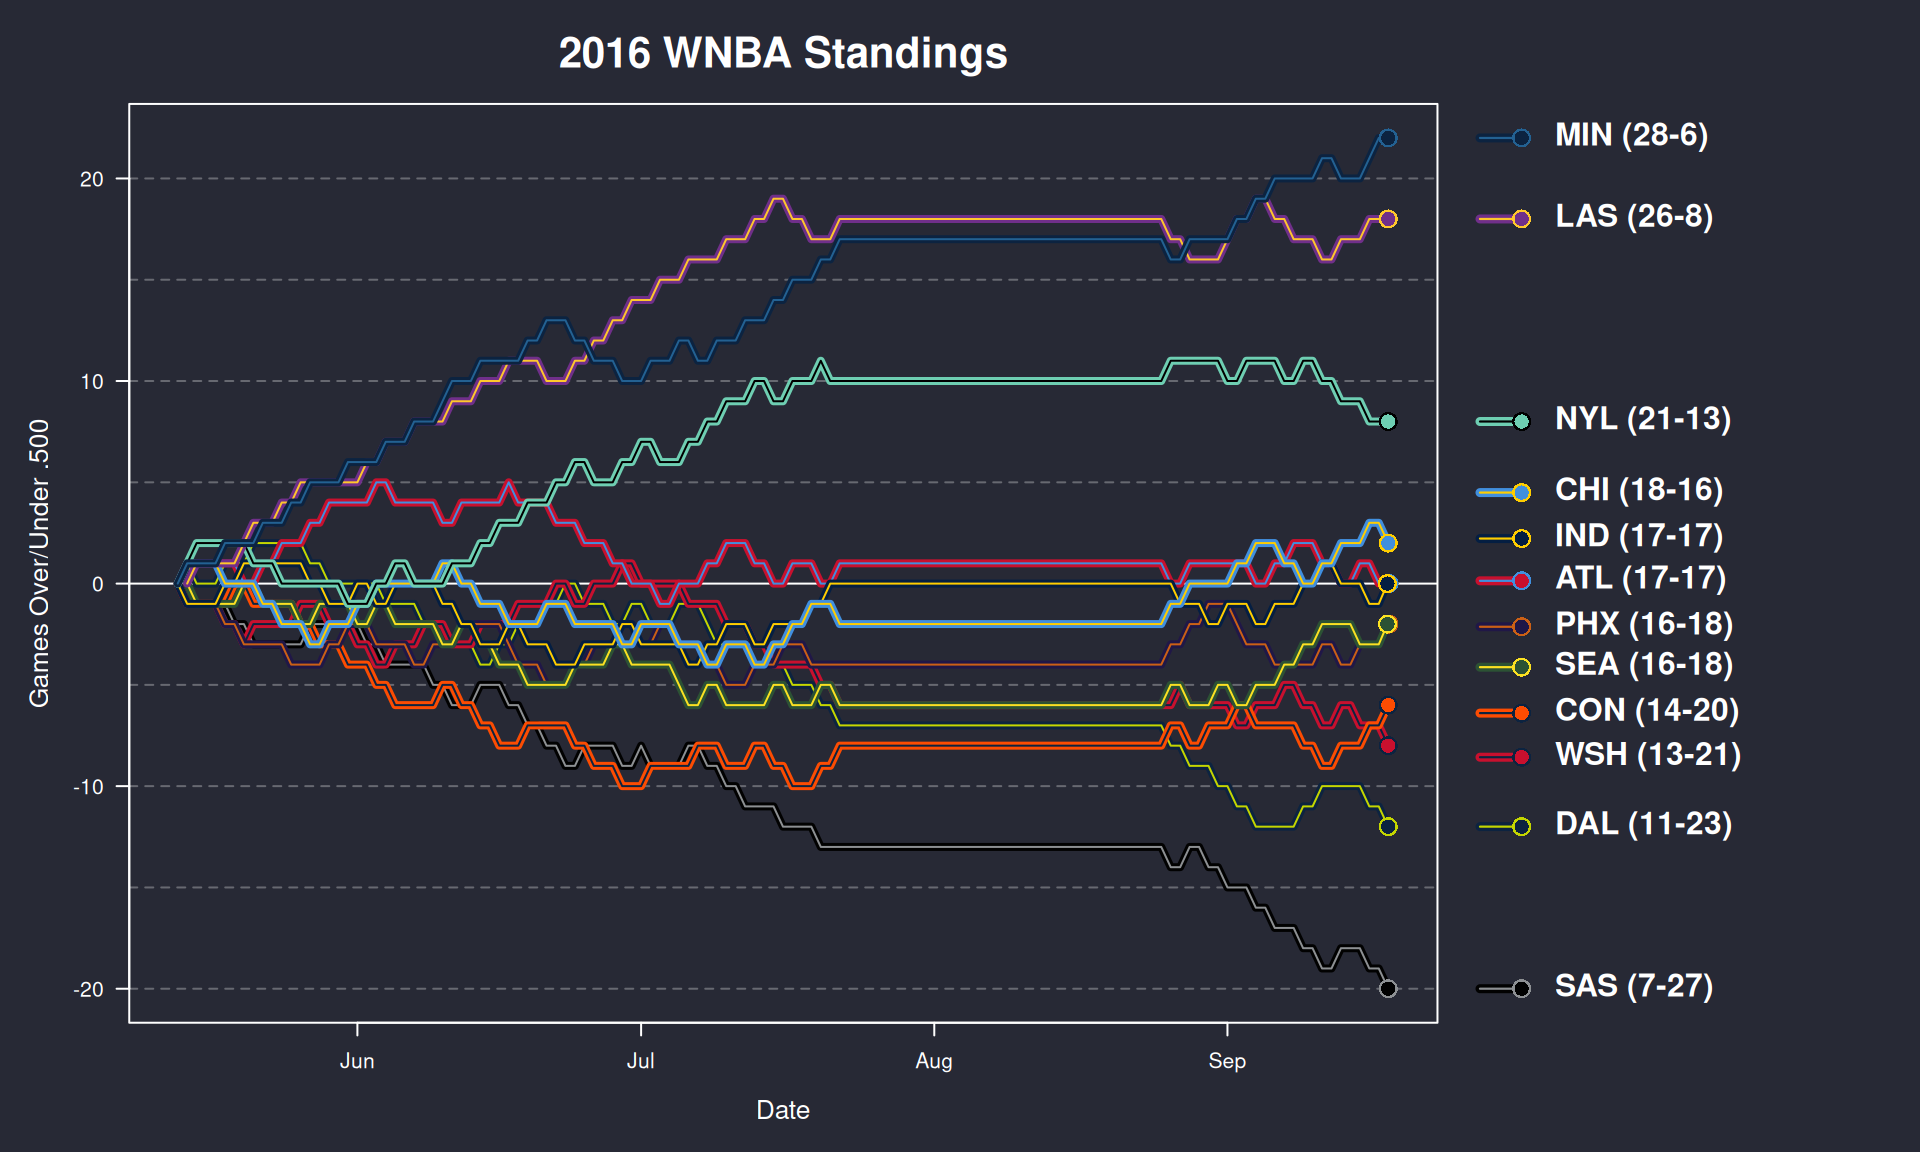 2016 WNBA Standings
Games Over/Under .500
20
10
0
-10
-20
Jun
Jul
Aug
Sep
Date
MIN (28-6)
LAS (26-8)
NYL (21-13)
CHI (18-16)
IND (17-17)
ATL (17-17)
PHX (16-18)
SEA (16-18)
CON (14-20)
WSH (13-21)
DAL (11-23)
SAS (7-27)